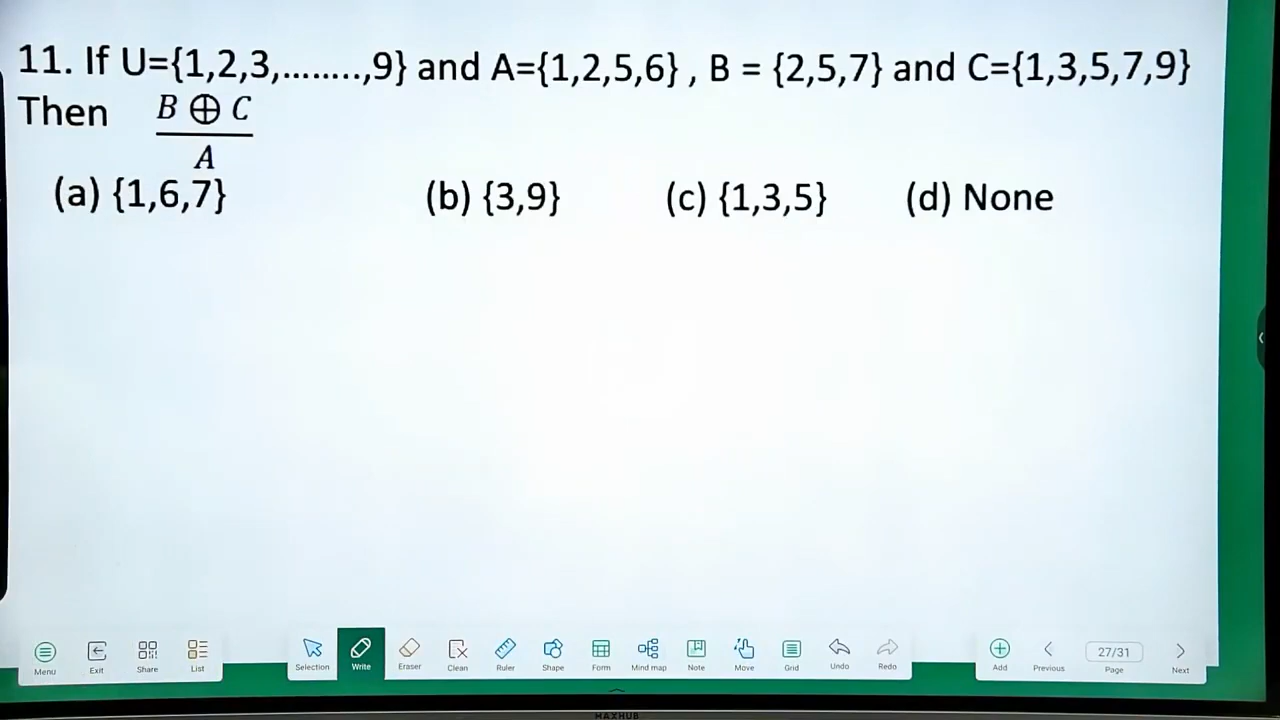 11. If U={1,2,3,........,9} and A={1,2,5,6} , B = {2,5,7} and C={1,3,5,7,9}
Then B ⊕ C
A
(a) {1,6,7} (b) {3,9} (c) {1,3,5} (d) None
Menu Exit Share List Selection Write Eraser Clean Ruler Shape Form Mind map Note Move Grid Undo Redo Add Previous 27/31 Page Next
MAXHUB